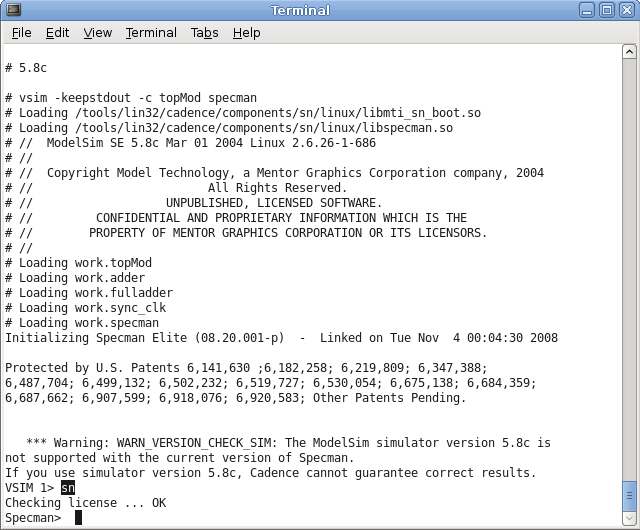 Terminal
File Edit View Terminal Tabs Help
# 5.8c
# vsim -keepstdout -c topMod specman
# Loading /tools/lin32/cadence/components/sn/linux/libmti_sn_boot.so
# Loading /tools/lin32/cadence/components/sn/linux/libspecman.so
# //  ModelSim SE 5.8c Mar 01 2004 Linux 2.6.26-1-686
# //
# //  Copyright Model Technology, a Mentor Graphics Corporation company, 2004
# //                         All Rights Reserved.
# //                   UNPUBLISHED, LICENSED SOFTWARE.
# //         CONFIDENTIAL AND PROPRIETARY INFORMATION WHICH IS THE
# //        PROPERTY OF MENTOR GRAPHICS CORPORATION OR ITS LICENSORS.
# //
# Loading work.topMod
# Loading work.adder
# Loading work.fulladder
# Loading work.sync_clk
# Loading work.specman
Initializing Specman Elite (08.20.001-p)  -  Linked on Tue Nov  4 00:04:30 2008
Protected by U.S. Patents 6,141,630 ;6,182,258; 6,219,809; 6,347,388;
6,487,704; 6,499,132; 6,502,232; 6,519,727; 6,530,054; 6,675,138; 6,684,359;
6,687,662; 6,907,599; 6,918,076; 6,920,583; Other Patents Pending.
*** Warning: WARN_VERSION_CHECK_SIM: The ModelSim simulator version 5.8c is
not supported with the current version of Specman.
If you use simulator version 5.8c, Cadence cannot guarantee correct results.
VSIM 1> sn
Checking license ... OK
Specman>